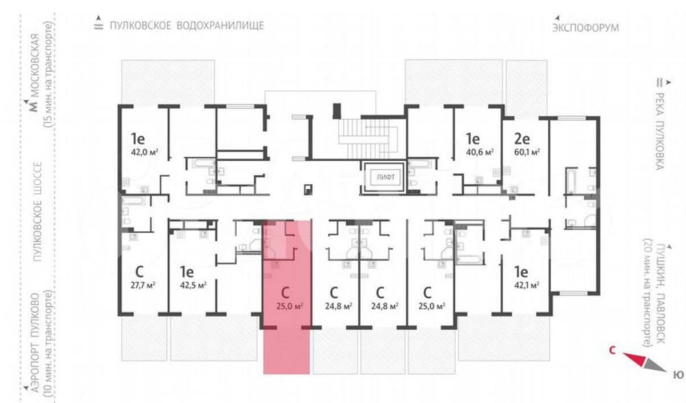 ПУЛКОВСКОЕ ВОДОХРАНИЛИЩЕ
ЭКСПОФОРУМ
М МОСКОВСКАЯ
(15 мин. на транспорте)
ПУЛКОВСКОЕ ШОССЕ
АЭРОПОРТ ПУЛКОВО
(10 мин. на транспорте)
РЕКА ПУЛКОВКА
ПУШКИН, ПАВЛОВСК
(20 мин. на транспорте)
1е
42,0 м²
1е
40,6 м²
2е
60,1 м²
ЛИФТ
С
27,7 м²
1е
42,5 м²
С
25,0 м²
С
24,8 м²
С
24,8 м²
С
25,0 м²
1е
42,1 м²
С
Ю